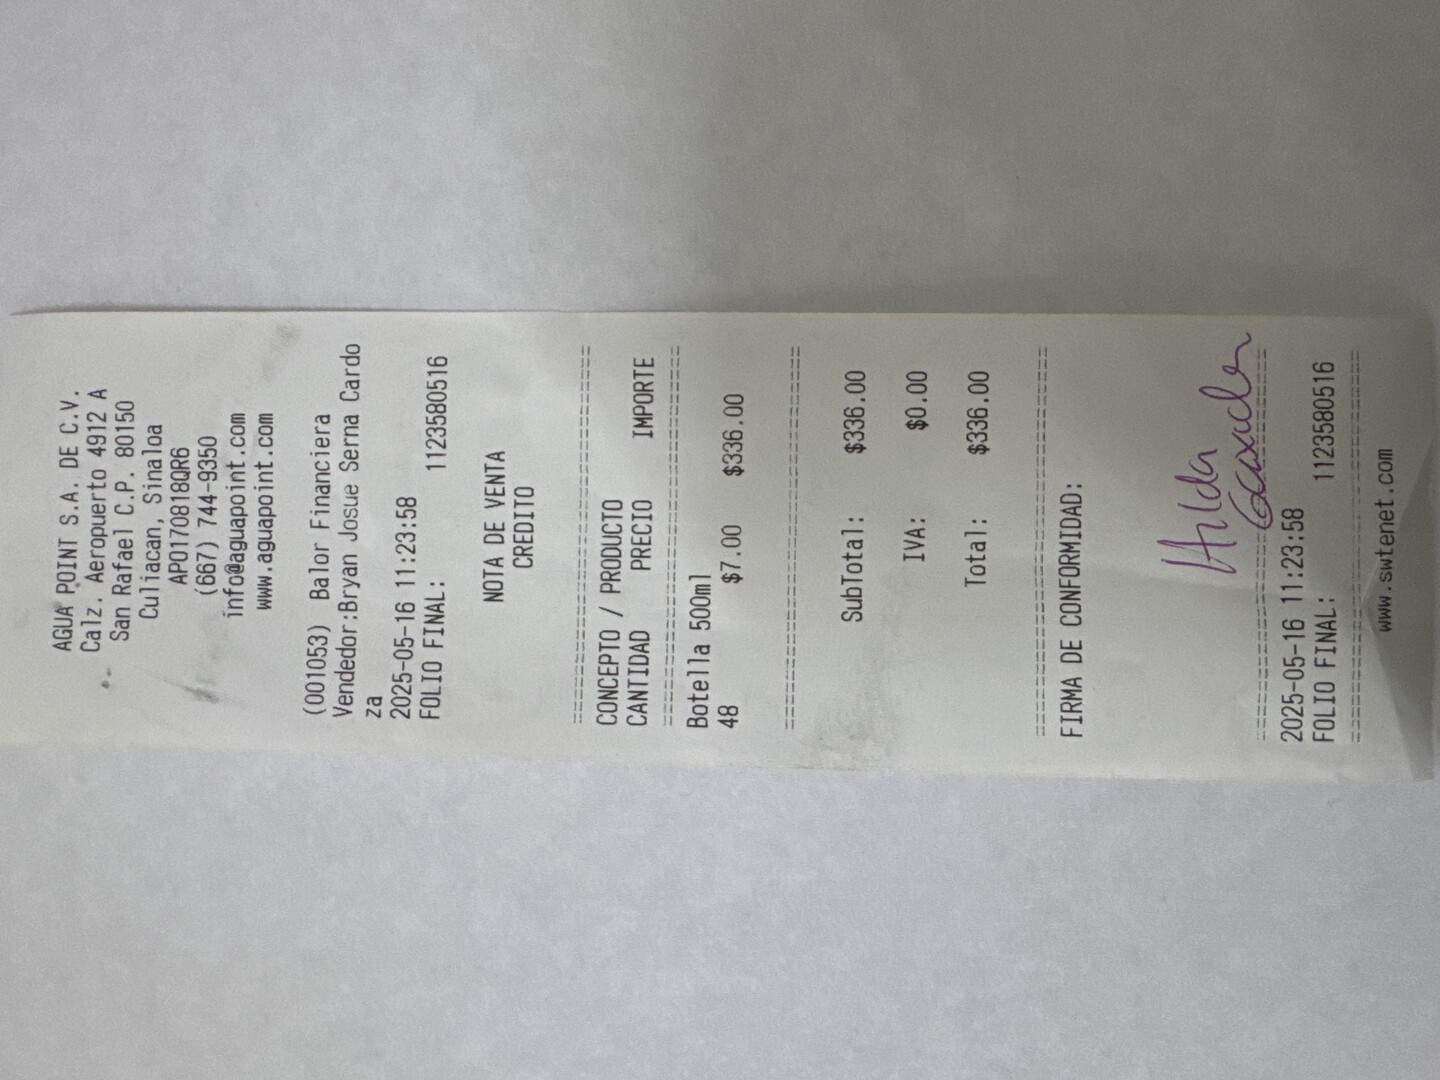 AGUA POINT S.A. DE C.V.
Calz. Aeropuerto 4912 A
San Rafael C.P. 80150
Culiacan, Sinaloa
APO170818QR6
(667) 744-9350
info@aguapoint.com
www.aguapoint.com
(001053) Balor Financiera
Vendedor:Bryan Josue Serna Cardo
za
2025-05-16 11:23:58
FOLIO FINAL: 1123580516
NOTA DE VENTA
CREDITO
================================
CONCEPTO / PRODUCTO
CANTIDAD PRECIO IMPORTE
================================
Botella 500ml
48 $7.00 $336.00
================================
SubTotal: $336.00
IVA: $0.00
Total: $336.00
================================
FIRMA DE CONFORMIDAD:
Hilda
================================
2025-05-16 11:23:58
FOLIO FINAL: 1123580516
================================
www.swtenet.com